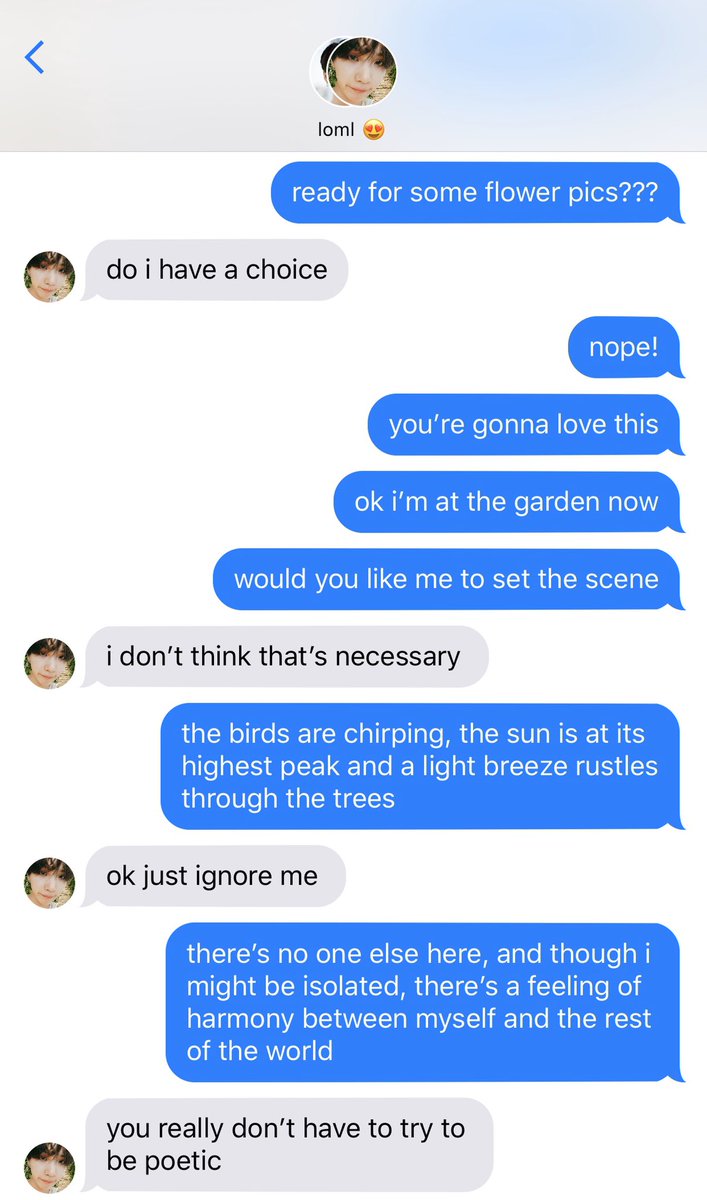 loml 😍
ready for some flower pics???
do i have a choice
nope!
you’re gonna love this
ok i’m at the garden now
would you like me to set the scene
i don’t think that’s necessary
the birds are chirping, the sun is at its
highest peak and a light breeze rustles
through the trees
ok just ignore me
there’s no one else here, and though i
might be isolated, there’s a feeling of
harmony between myself and the rest
of the world
you really don’t have to try to
be poetic